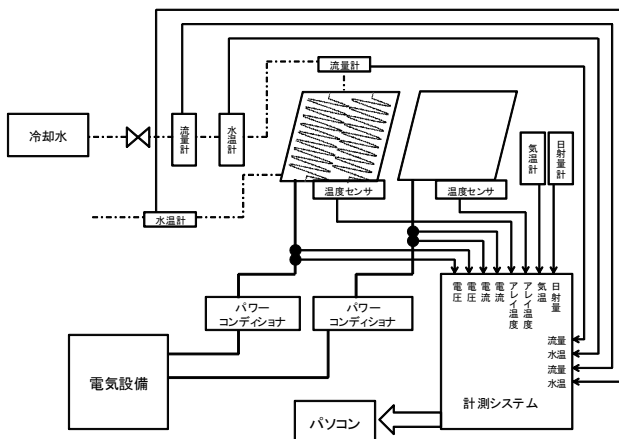 流量計
冷却水
流量計
水温計
気温計
日射量計
温度センサ
温度センサ
水温計
電圧
電圧
電流
電流
アレイ温度
アレイ温度
気温
日射量
パワー
コンディショナ
パワー
コンディショナ
流量
水温
流量
水温
電気設備
計測システム
パソコン